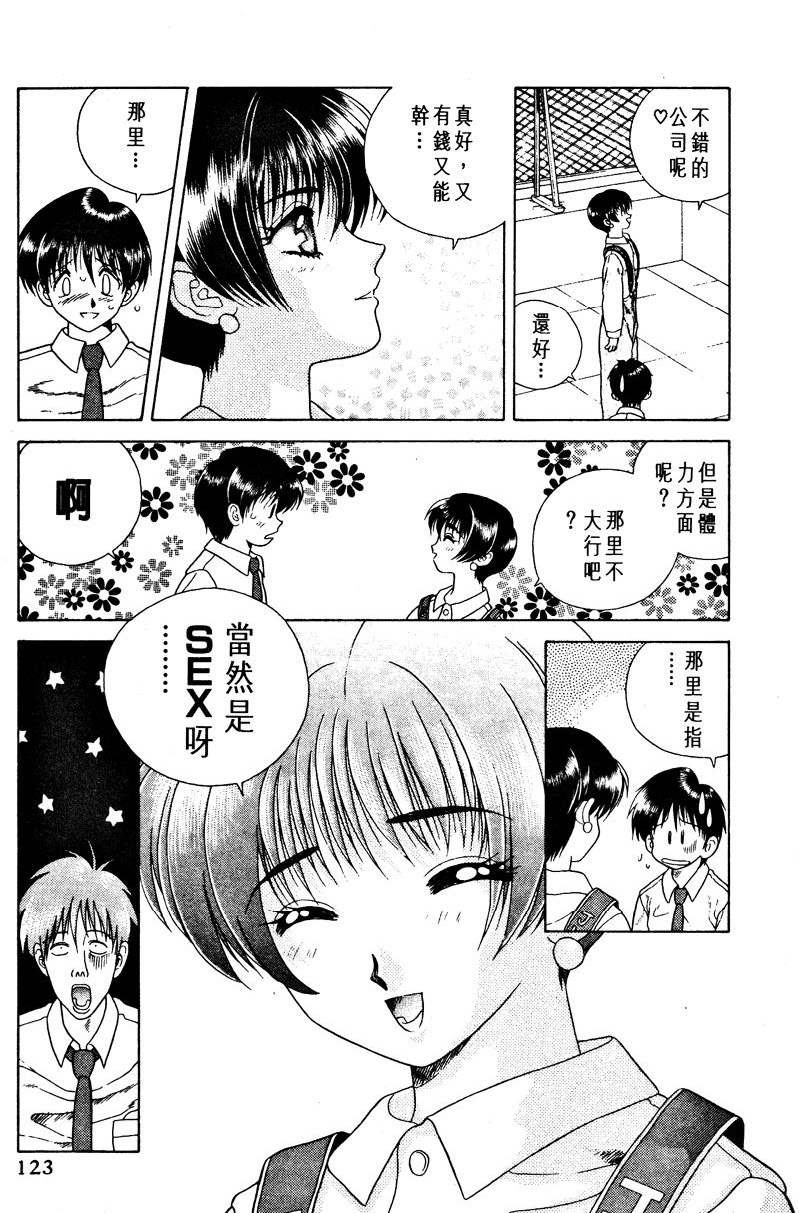 不錯的
公司呢
♡
還好…
真好，又
有錢又能
幹…
那里…
但是體
力方面
呢？
那里不
大行吧
？
啊
那里是指
……
當然是
SEX呀
……
J
J
123